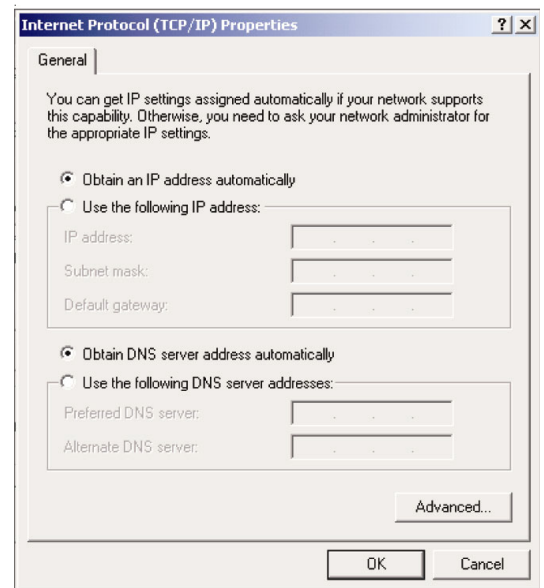 Internet Protocol (TCP/IP) Properties
General
You can get IP settings assigned automatically if your network supports
this capability. Otherwise, you need to ask your network administrator for
the appropriate IP settings.
Obtain an IP address automatically
Use the following IP address:
IP address:
Subnet mask:
Default gateway:
Obtain DNS server address automatically
Use the following DNS server addresses:
Preferred DNS server:
Alternate DNS server:
Advanced...
OK
Cancel